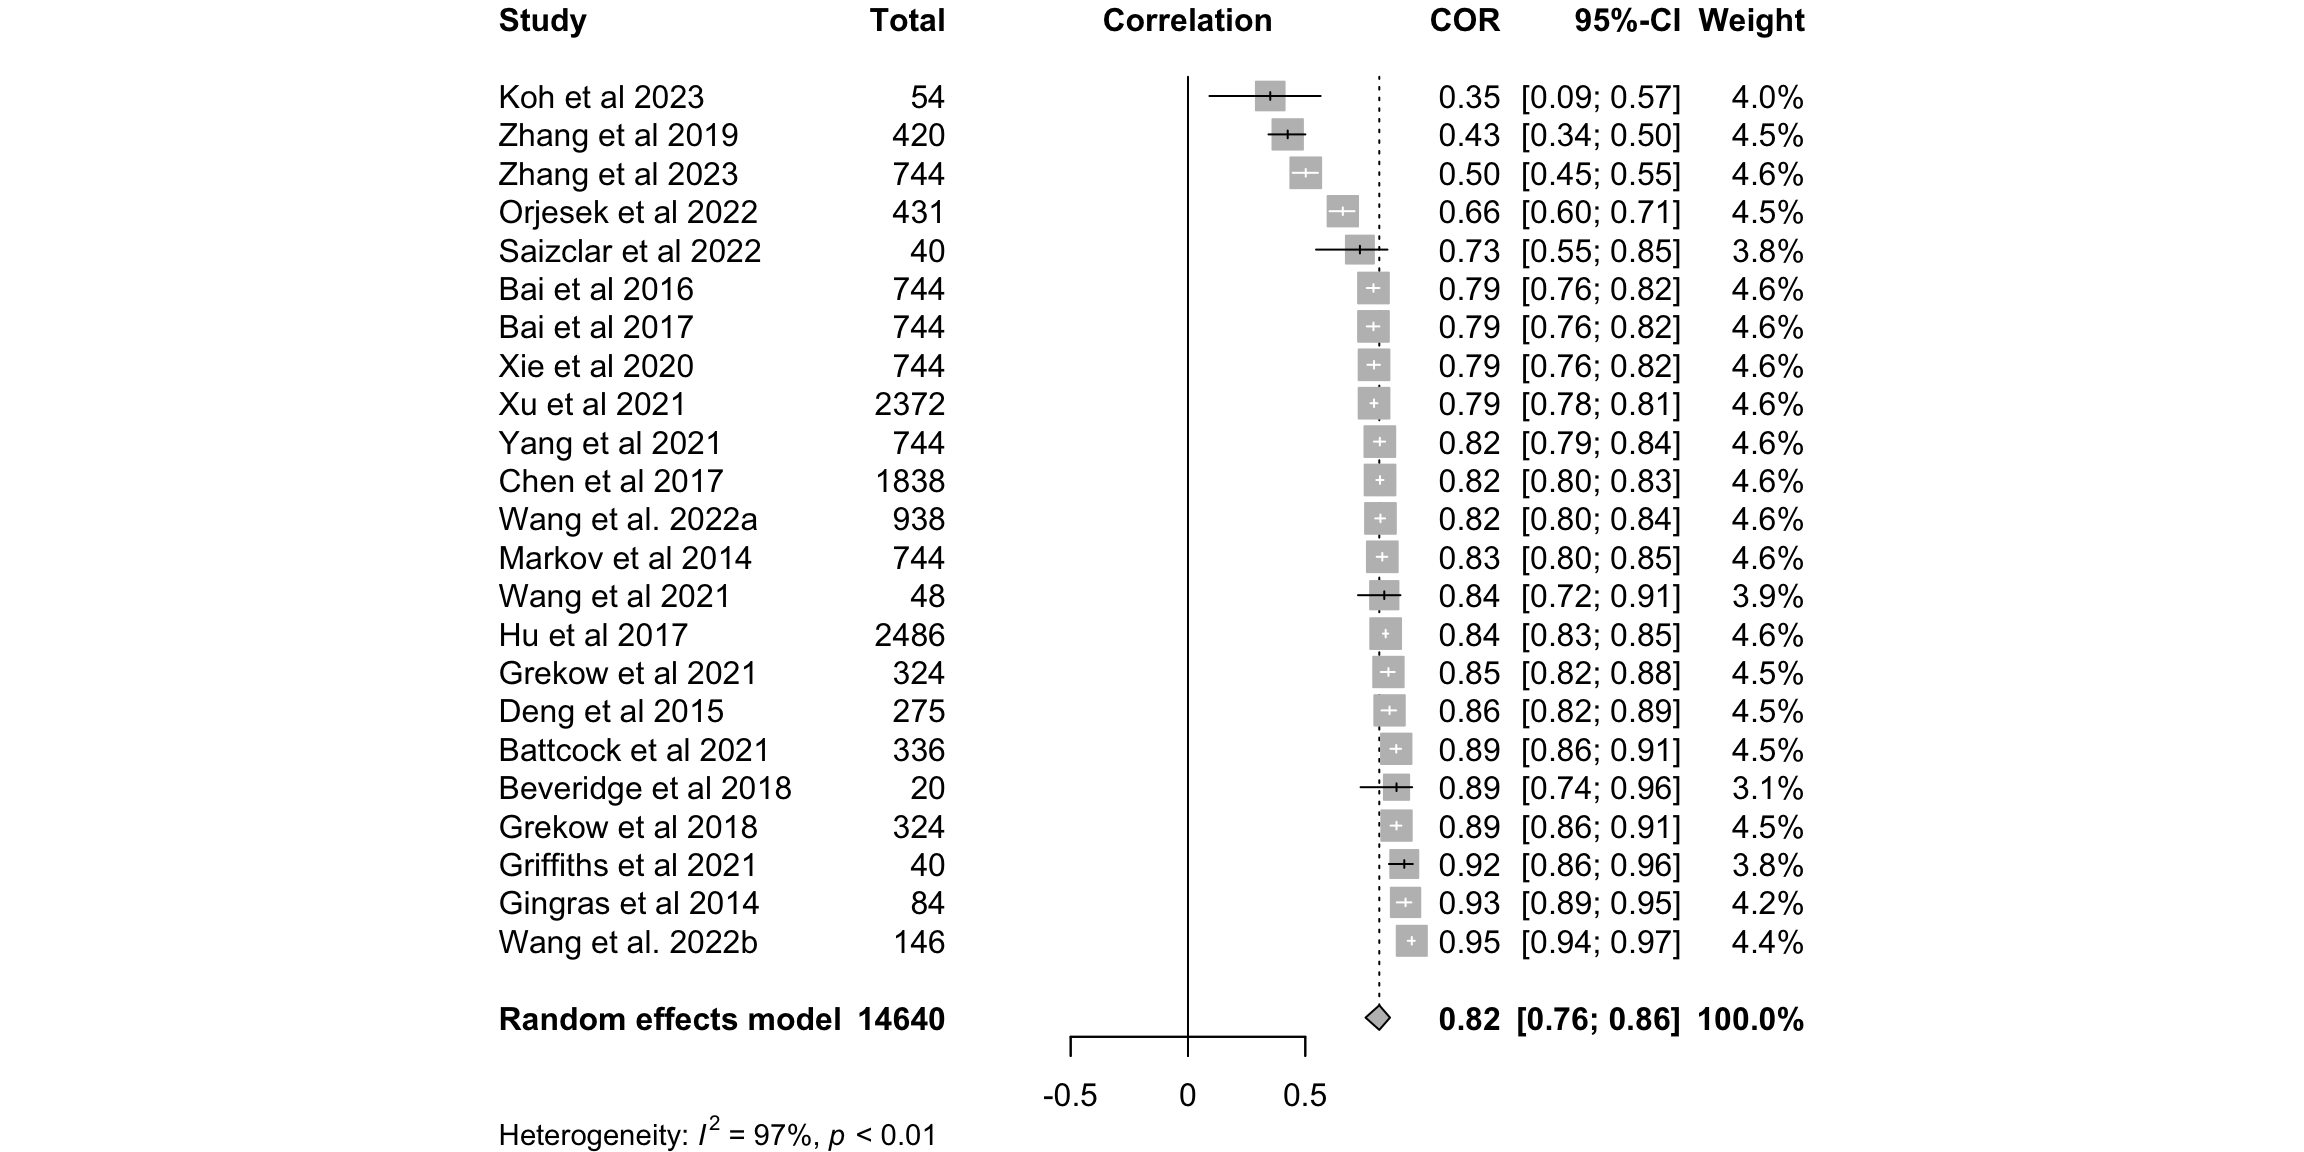 Study Total Correlation COR 95%-CI Weight
Koh et al 2023 54 0.35 [0.09; 0.57] 4.0%
Zhang et al 2019 420 0.43 [0.34; 0.50] 4.5%
Zhang et al 2023 744 0.50 [0.45; 0.55] 4.6%
Orjesek et al 2022 431 0.66 [0.60; 0.71] 4.5%
Saizclar et al 2022 40 0.73 [0.55; 0.85] 3.8%
Bai et al 2016 744 0.79 [0.76; 0.82] 4.6%
Bai et al 2017 744 0.79 [0.76; 0.82] 4.6%
Xie et al 2020 744 0.79 [0.76; 0.82] 4.6%
Xu et al 2021 2372 0.79 [0.78; 0.81] 4.6%
Yang et al 2021 744 0.82 [0.79; 0.84] 4.6%
Chen et al 2017 1838 0.82 [0.80; 0.83] 4.6%
Wang et al. 2022a 938 0.82 [0.80; 0.84] 4.6%
Markov et al 2014 744 0.83 [0.80; 0.85] 4.6%
Wang et al 2021 48 0.84 [0.72; 0.91] 3.9%
Hu et al 2017 2486 0.84 [0.83; 0.85] 4.6%
Grekow et al 2021 324 0.85 [0.82; 0.88] 4.5%
Deng et al 2015 275 0.86 [0.82; 0.89] 4.5%
Battcock et al 2021 336 0.89 [0.86; 0.91] 4.5%
Beveridge et al 2018 20 0.89 [0.74; 0.96] 3.1%
Grekow et al 2018 324 0.89 [0.86; 0.91] 4.5%
Griffiths et al 2021 40 0.92 [0.86; 0.96] 3.8%
Gingras et al 2014 84 0.93 [0.89; 0.95] 4.2%
Wang et al. 2022b 146 0.95 [0.94; 0.97] 4.4%
Random effects model 14640 0.82 [0.76; 0.86] 100.0%
-0.5 0 0.5
Heterogeneity: I² = 97%, p < 0.01